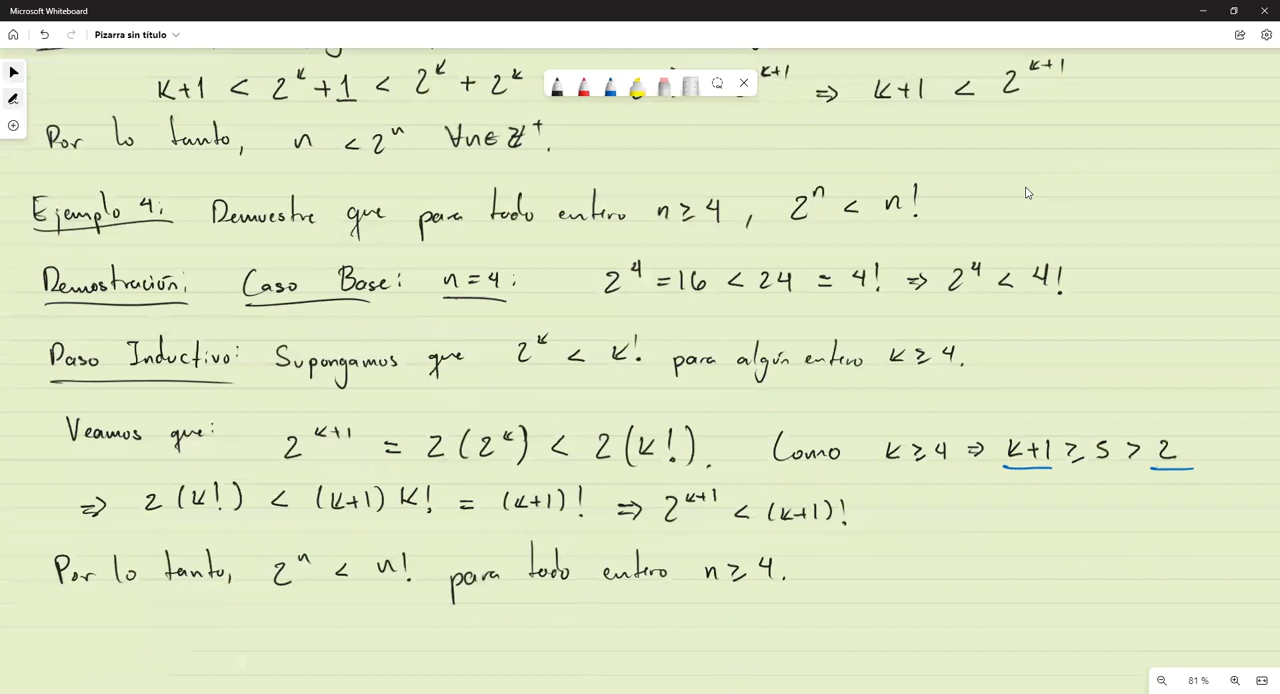 Microsoft Whiteboard
Pizarra sin título
k+1 < 2^k + 1 < 2^k + 2^k k+1 ⇒ k+1 < 2^{k+1}
Por lo tanto, n < 2^n ∀n∈ℤ^+.
Ejemplo 4: Demuestre que para todo entero n ≥ 4, 2^n < n!
Demostración: Caso Base: n = 4: 2^4 = 16 < 24 = 4! ⇒ 2^4 < 4!
Paso Inductivo: Supongamos que 2^k < k! para algún entero k ≥ 4.
Veamos que: 2^{k+1} = 2(2^k) < 2(k!). Como k ≥ 4 ⇒ k+1 ≥ 5 > 2
⇒ 2(k!) < (k+1) k! = (k+1)! ⇒ 2^{k+1} < (k+1)!
Por lo tanto, 2^n < n! para todo entero n ≥ 4.
81 %